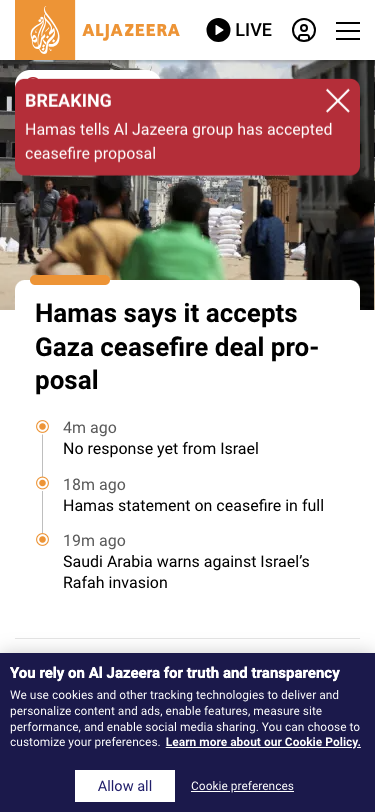 ALJAZEERA LIVE
BREAKING
Hamas tells Al Jazeera group has accepted
ceasefire proposal
Hamas says it accepts
Gaza ceasefire deal pro-
posal
4m ago
No response yet from Israel
18m ago
Hamas statement on ceasefire in full
19m ago
Saudi Arabia warns against Israel’s
Rafah invasion
You rely on Al Jazeera for truth and transparency
We use cookies and other tracking technologies to deliver and
personalize content and ads, enable features, measure site
performance, and enable social media sharing. You can choose to
customize your preferences. Learn more about our Cookie Policy.
Allow all Cookie preferences